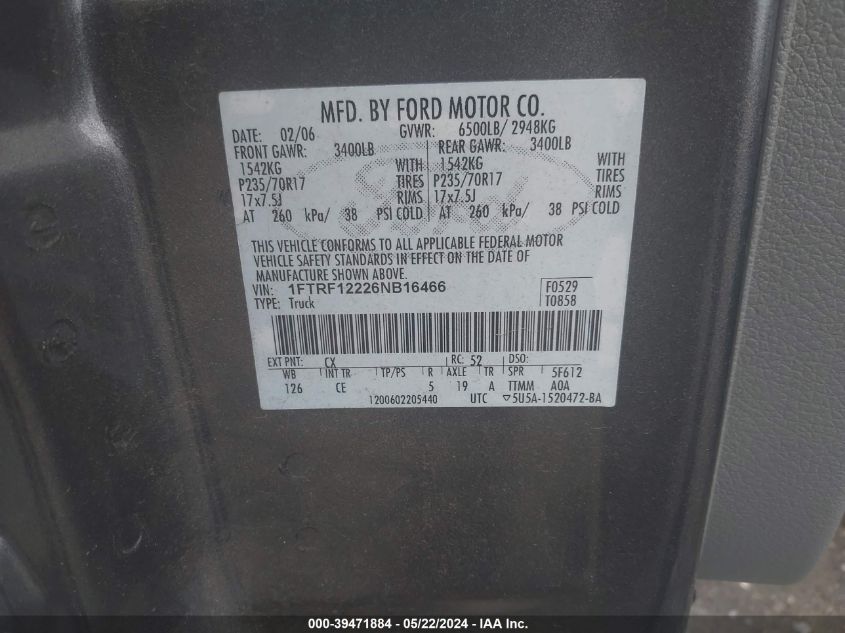 MFD. BY FORD MOTOR CO.
DATE: 02/06 GVWR: 6500LB/ 2948KG
FRONT GAWR: 3400LB REAR GAWR: 3400LB
1542KG WITH 1542KG WITH
P235/70R17 TIRES P235/70R17 TIRES
17x7.5J RIMS 17x7.5J RIMS
AT 260 kPa/ 38 PSI COLD AT 260 kPa/ 38 PSI COLD
THIS VEHICLE CONFORMS TO ALL APPLICABLE FEDERAL MOTOR
VEHICLE SAFETY STANDARDS IN EFFECT ON THE DATE OF
MANUFACTURE SHOWN ABOVE.
VIN: 1FTRF12226NB16466 F0529
TYPE: Truck T0858
EXT PNT: CX RC: 52 DSO:
WB INT TR TP/PS R AXLE TR SPR 5F612
126 CE 5 19 A TTMM A0A
1200602205440 UTC ▽5U5A-1520472-BA
000-39471884 - 05/22/2024 - IAA Inc.